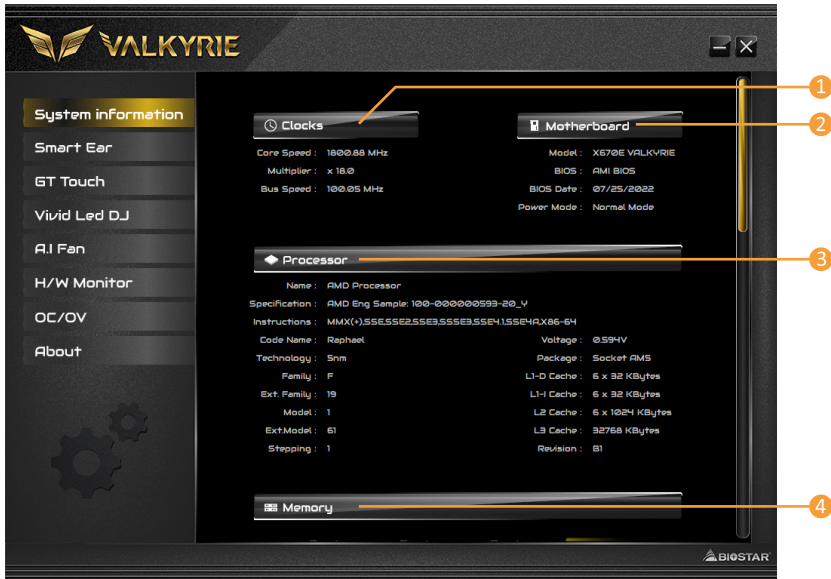 VALKYRIE
System information
Smart Ear
GT Touch
Vivid Led DJ
A.I Fan
H/W Monitor
OC/OV
About
Clocks
1
Core Speed : 1800.88 MHz
Multiplier : x 18.0
Bus Speed : 100.05 MHz
Motherboard
2
Model : X670E VALKYRIE
BIOS : AMI BIOS
BIOS Date : 07/25/2022
Power Mode : Normal Mode
Processor
3
Name : AMD Processor
Specification : AMD Eng Sample: 100-000000593-20_Y
Instructions : MMX(+),SSE,SSE2,SSE3,SSSE3,SSE4.1,SSE4A,X86-64
Code Name : Raphael
Technology : 5nm
Family : F
Ext. Family : 19
Model : 1
Ext.Model : 61
Stepping : 1
Voltage : 0.594V
Package : Socket AM5
L1-D Cache : 6 x 32 KBytes
L1-I Cache : 6 x 32 KBytes
L2 Cache : 6 x 1024 KBytes
L3 Cache : 32768 KBytes
Revision : B1
Memory
4
BIOSTAR